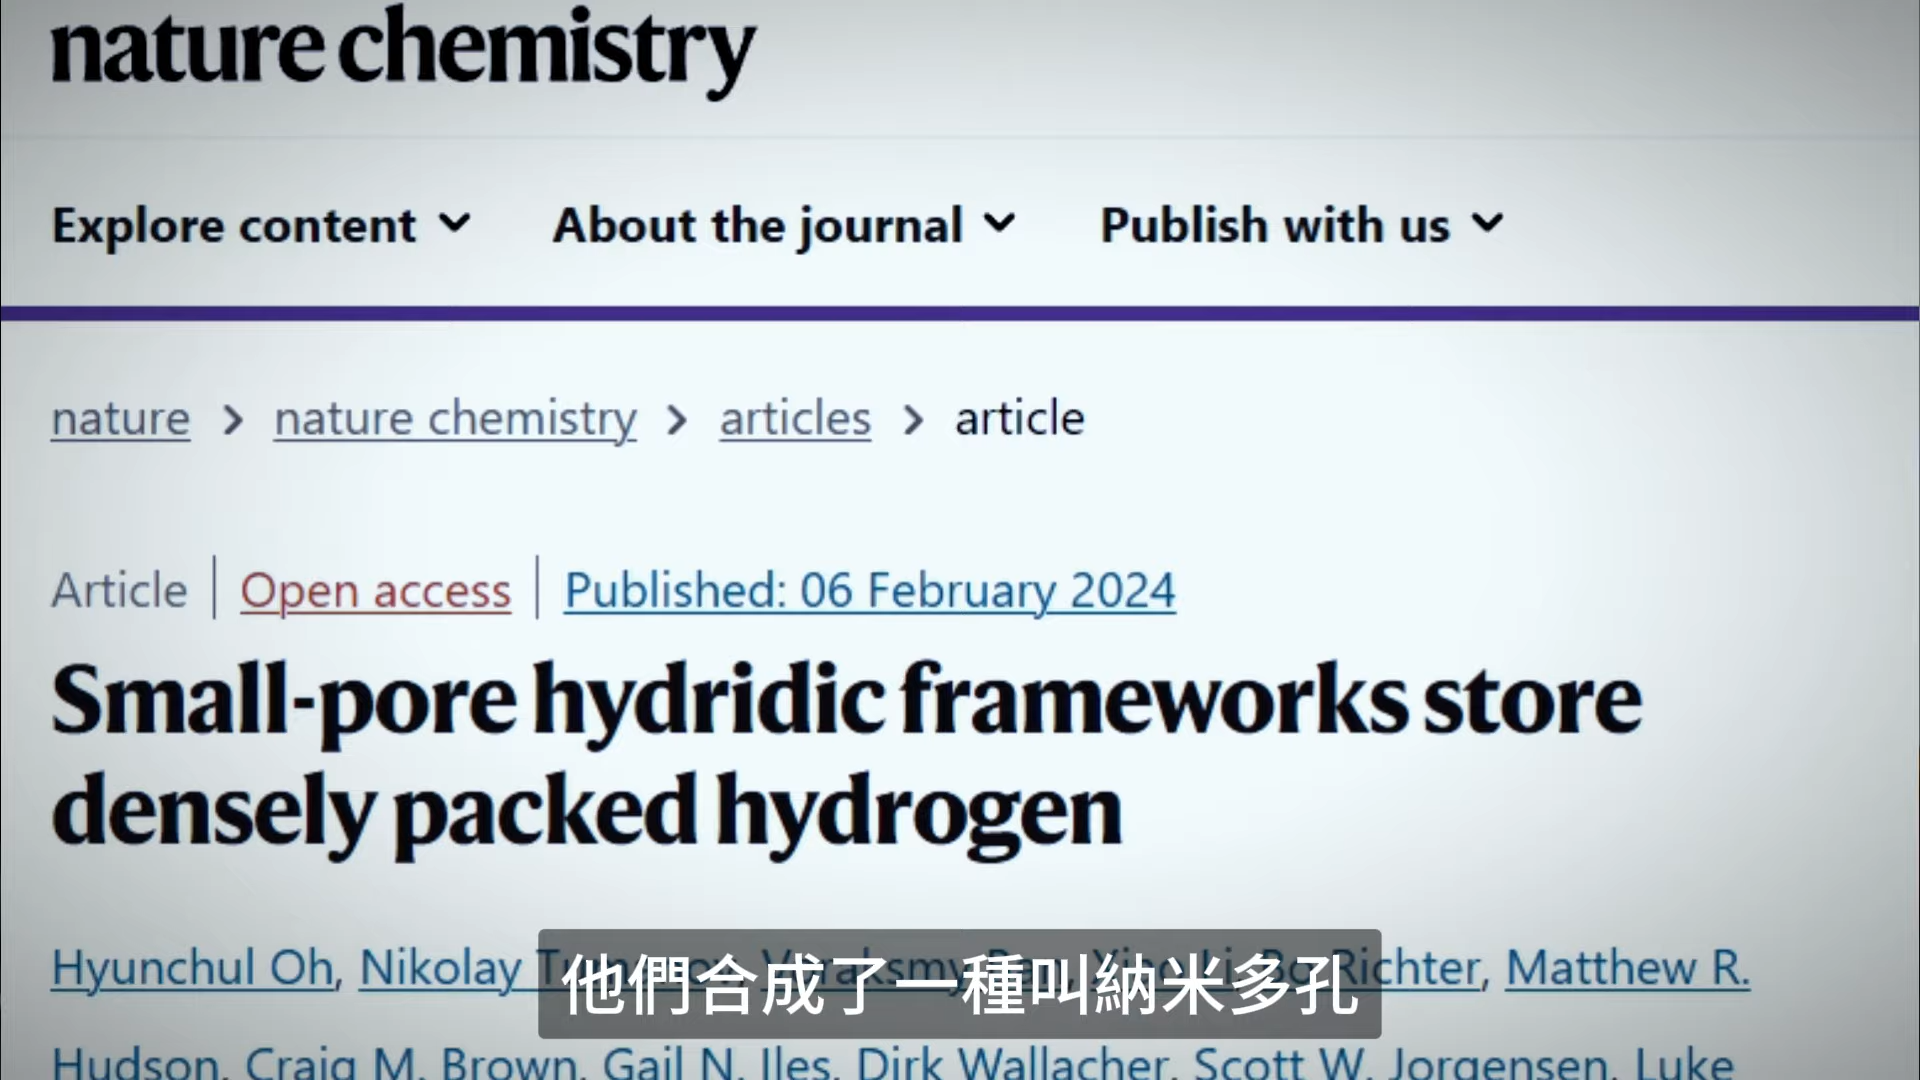 nature chemistry
Explore content About the journal Publish with us
nature > nature chemistry > articles > article
Article | Open access | Published: 06 February 2024
Small-pore hydridic frameworks store
densely packed hydrogen
Hyunchul Oh, Nikolay Richter, Matthew R.
他們合成了一種叫納米多孔
Hudson, Craig M. Brown, Gail N. Iles, Dirk Wallacher, Scott W. Jorgensen, Luke